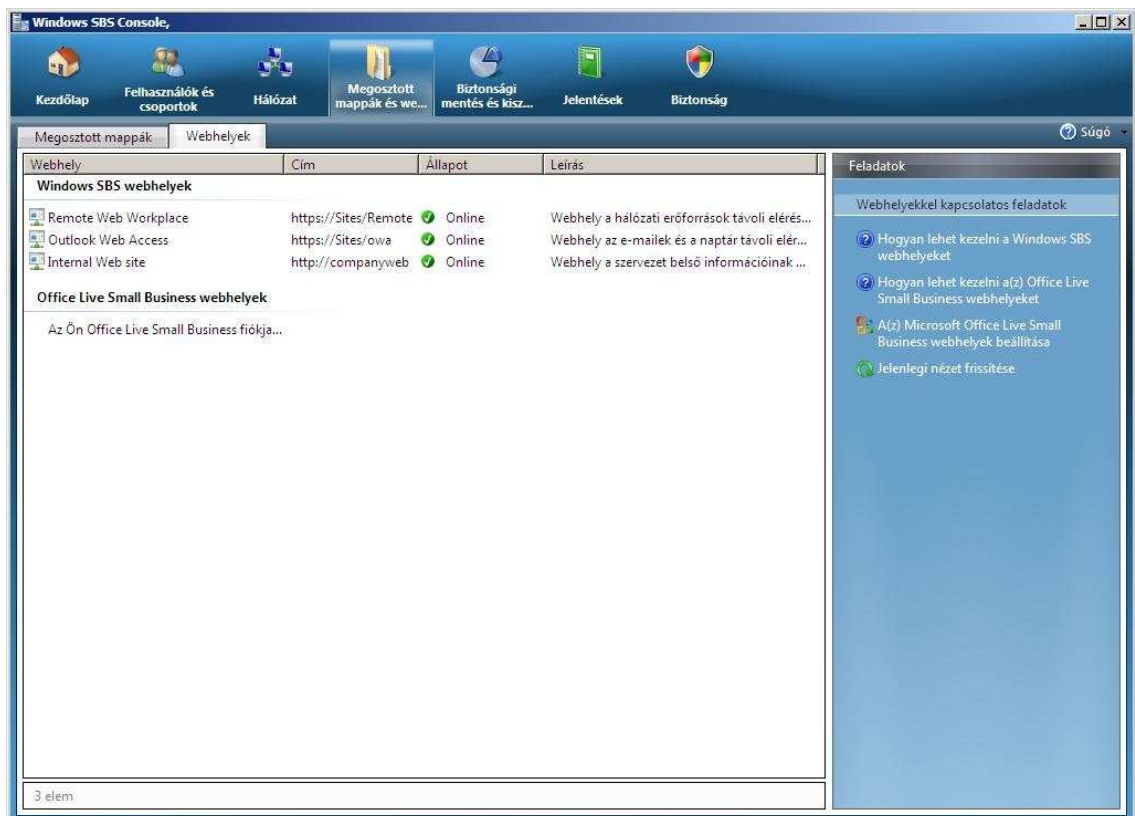 Windows SBS Console,
Kezdőlap
Felhasználók és
csoportok
Hálózat
Megosztott
mappák és we...
Biztonsági
mentés és kisz...
Jelentések
Biztonság
Megosztott mappák
Webhelyek
Súgó
Webhely Cím Állapot Leírás
Windows SBS webhelyek
Remote Web Workplace https://Sites/Remote Online Webhely a hálózati erőforrások távoli elérés...
Outlook Web Access https://Sites/owa Online Webhely az e-mailek és a naptár távoli elér...
Internal Web site http://companyweb Online Webhely a szervezet belső információinak ...
Office Live Small Business webhelyek
Az Ön Office Live Small Business fiókja...
3 elem
Feladatok
Webhelyekkel kapcsolatos feladatok
Hogyan lehet kezelni a Windows SBS
webhelyeket
Hogyan lehet kezelni a(z) Office Live
Small Business webhelyeket
A(z) Microsoft Office Live Small
Business webhelyek beállítása
Jelenlegi nézet frissítése